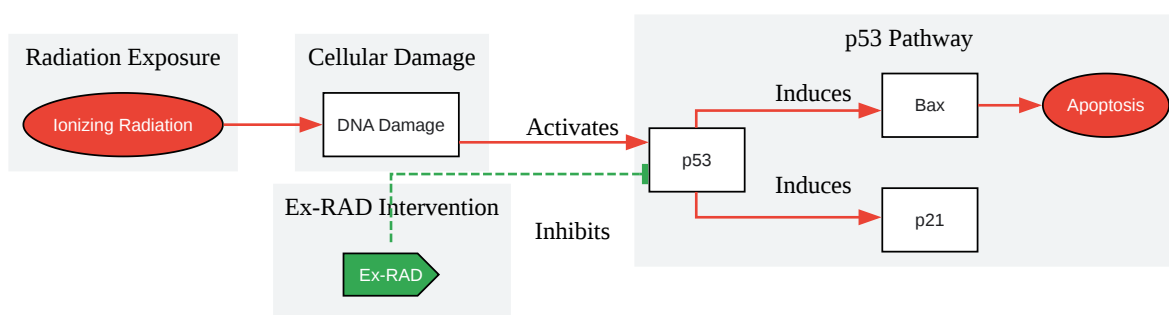 Radiation Exposure
Ionizing Radiation
Cellular Damage
DNA Damage
Activates
Ex-RAD Intervention
Ex-RAD
Inhibits
p53 Pathway
p53
Induces
Bax
Apoptosis
Induces
p21